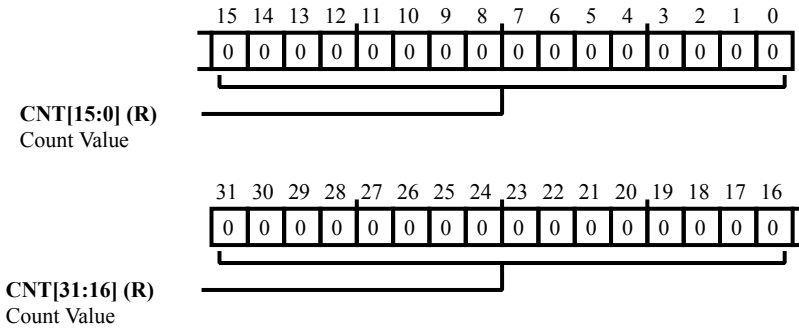 15 14 13 12 11 10 9 8 7 6 5 4 3 2 1 0
0 0 0 0 0 0 0 0 0 0 0 0 0 0 0 0
CNT[15:0] (R)
Count Value
31 30 29 28 27 26 25 24 23 22 21 20 19 18 17 16
0 0 0 0 0 0 0 0 0 0 0 0 0 0 0 0
CNT[31:16] (R)
Count Value